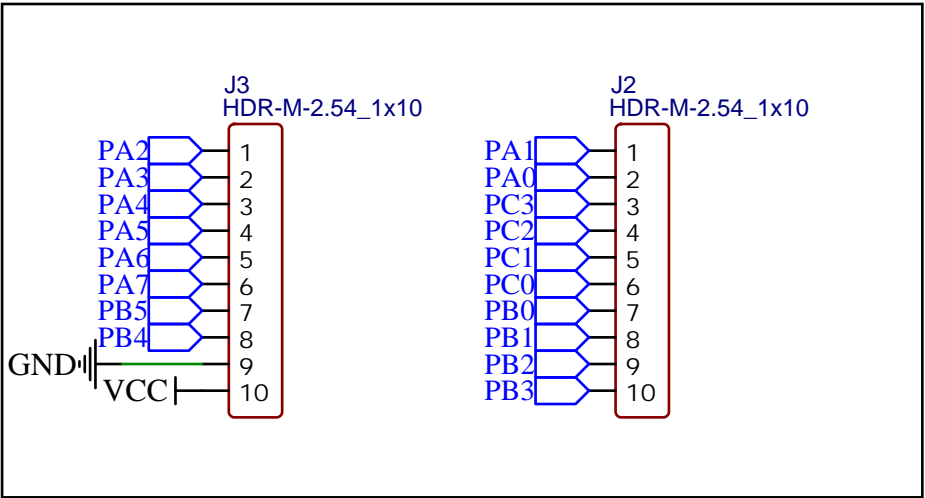 J3
HDR-M-2.54_1x10
PA2 1
PA3 2
PA4 3
PA5 4
PA6 5
PA7 6
PB5 7
PB4 8
GND 9
VCC 10
J2
HDR-M-2.54_1x10
PA1 1
PA0 2
PC3 3
PC2 4
PC1 5
PC0 6
PB0 7
PB1 8
PB2 9
PB3 10